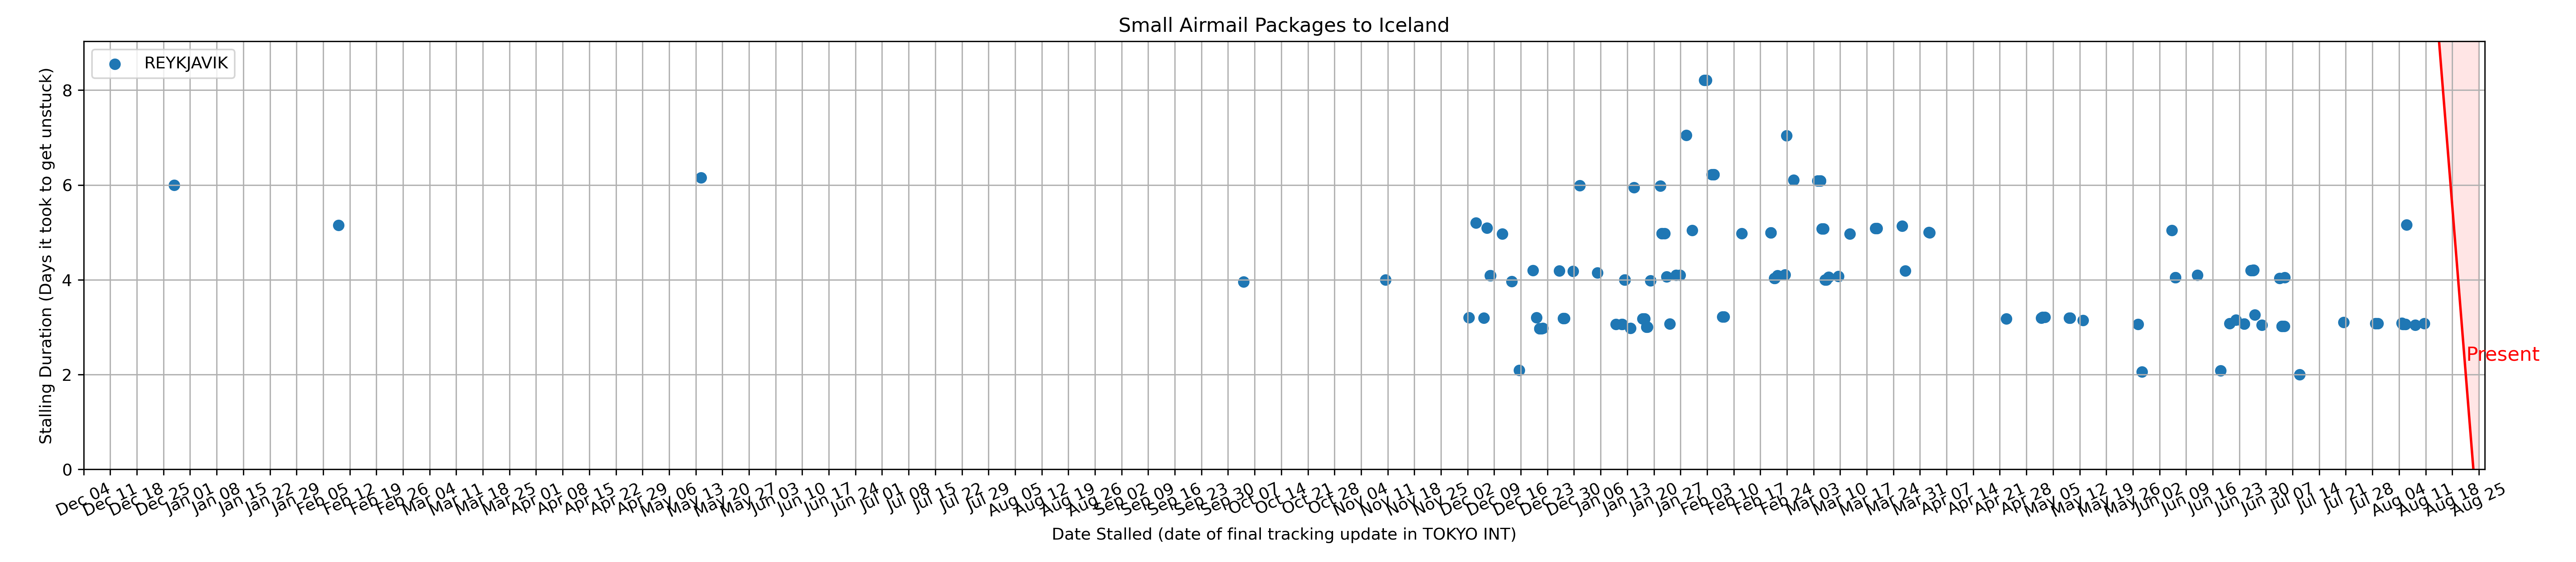 Small Airmail Packages to Iceland
REYKJAVIK
Stalling Duration (Days it took to get unstuck)
8
6
4
2
0
Present
Dec 04
Dec 11
Dec 18
Dec 25
Jan 01
Jan 08
Jan 15
Jan 22
Jan 29
Feb 05
Feb 12
Feb 19
Feb 26
Mar 04
Mar 11
Mar 18
Mar 25
Apr 01
Apr 08
Apr 15
Apr 22
Apr 29
May 06
May 13
May 20
May 27
Jun 03
Jun 10
Jun 17
Jun 24
Jul 01
Jul 08
Jul 15
Jul 22
Jul 29
Aug 05
Aug 12
Aug 19
Aug 26
Sep 02
Sep 09
Sep 16
Sep 23
Sep 30
Oct 07
Oct 14
Oct 21
Oct 28
Nov 04
Nov 11
Nov 18
Nov 25
Dec 02
Dec 09
Dec 16
Dec 23
Dec 30
Jan 06
Jan 13
Jan 20
Jan 27
Feb 03
Feb 10
Feb 17
Feb 24
Mar 03
Mar 10
Mar 17
Mar 24
Mar 31
Apr 07
Apr 14
Apr 21
Apr 28
May 05
May 12
May 19
May 26
Jun 02
Jun 09
Jun 16
Jun 23
Jun 30
Jul 07
Jul 14
Jul 21
Jul 28
Aug 04
Aug 11
Aug 18
Aug 25
Date Stalled (date of final tracking update in TOKYO INT)